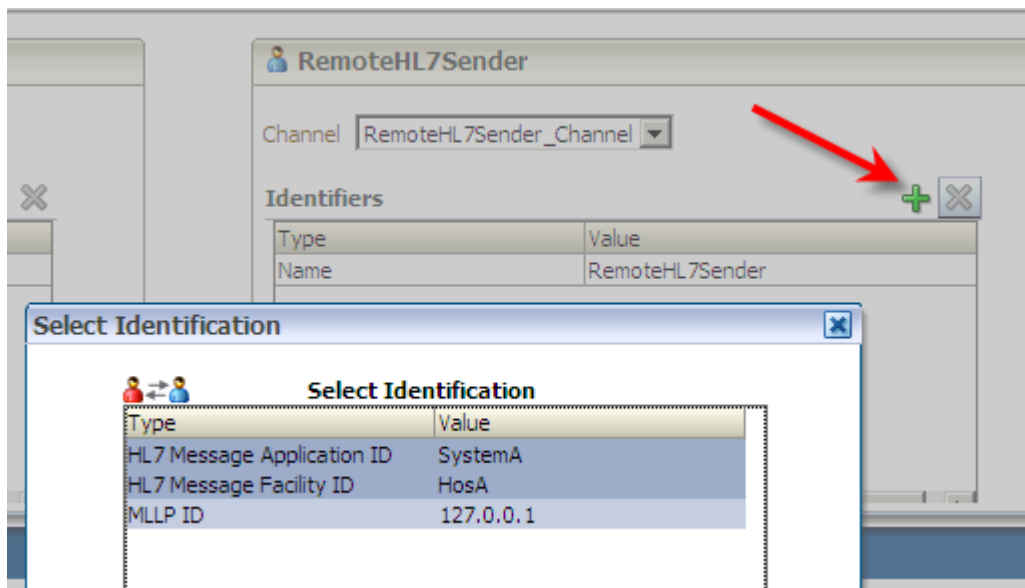 RemoteHL7Sender
Channel RemoteHL7Sender_Channel
Identifiers
Type Value
Name RemoteHL7Sender
Select Identification
Select Identification
Type Value
HL7 Message Application ID SystemA
HL7 Message Facility ID HosA
MLLP ID 127.0.0.1